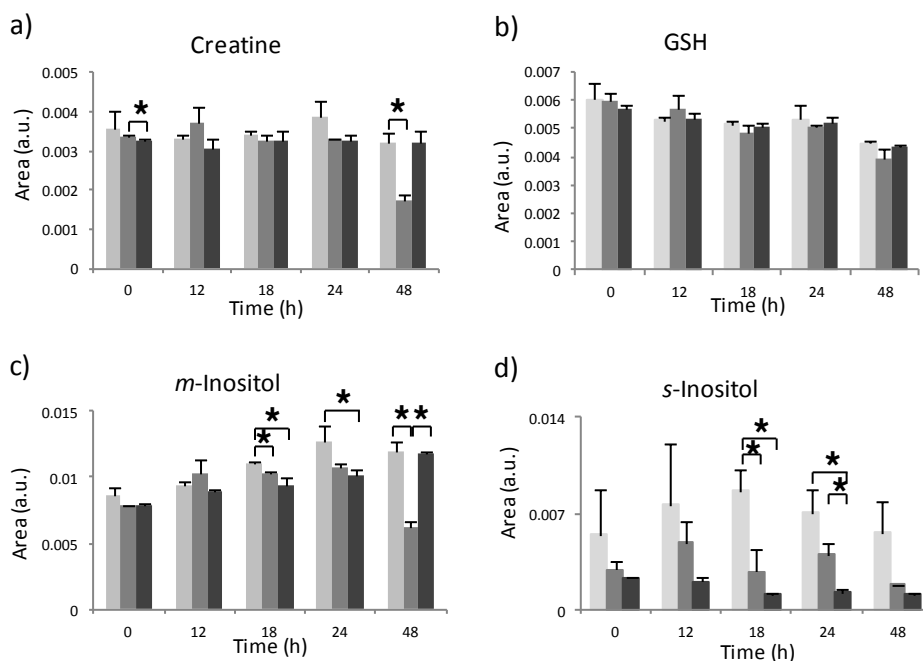 a)
Creatine
0.005
0.004
0.003
0.002
0.001
0
Area (a.u.)
*
*
0 12 18 24 48
Time (h)
b)
GSH
0.007
0.006
0.005
0.004
0.003
0.002
0.001
0
Area (a.u.)
0 12 18 24 48
Time (h)
c)
m-Inositol
0.015
0.01
0.005
0
Area (a.u.)
*
*
*
* *
0 12 18 24 48
Time (h)
d)
s-Inositol
0.014
0.007
0
Area (a.u.)
*
*
*
*
0 12 18 24 48
Time (h)